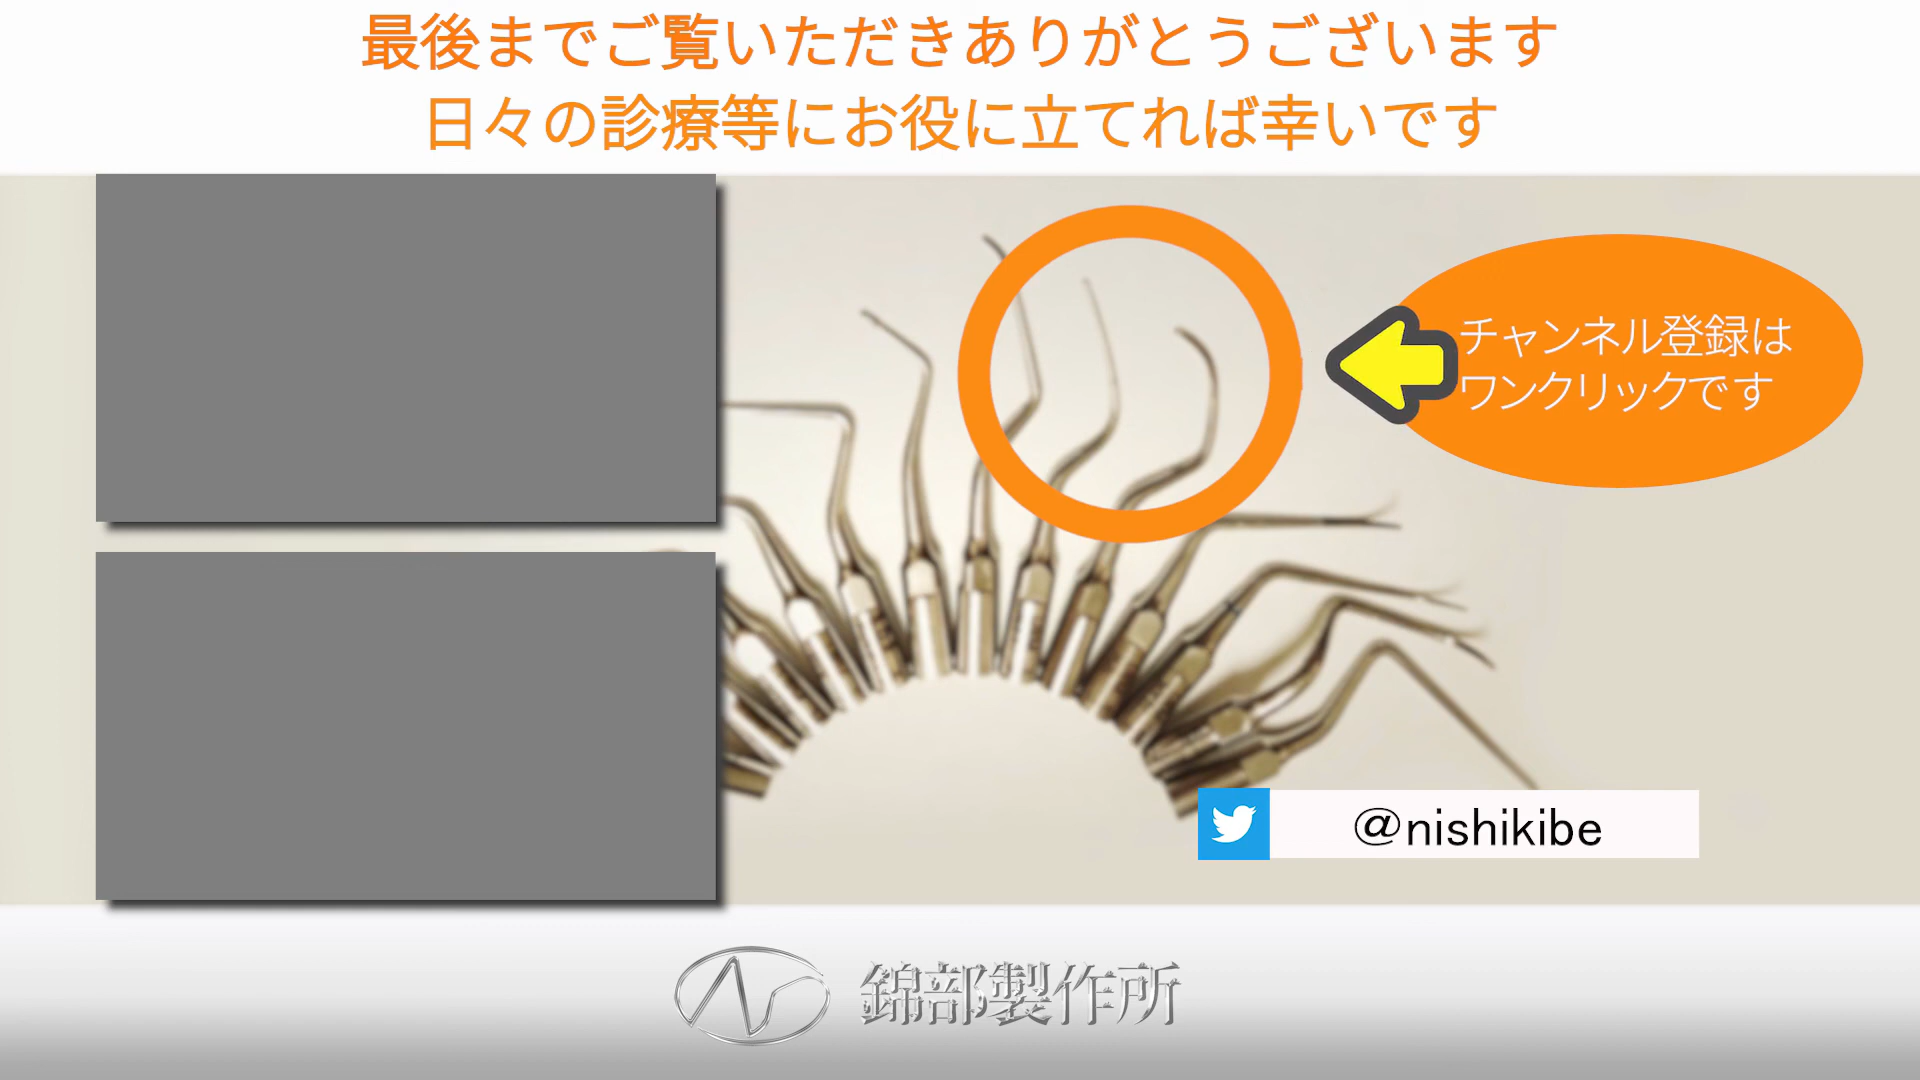 最後までご覧いただきありがとうございます
日々の診療等にお役に立てれば幸いです
チャンネル登録は
ワンクリックです
@nishikibe
錦部製作所